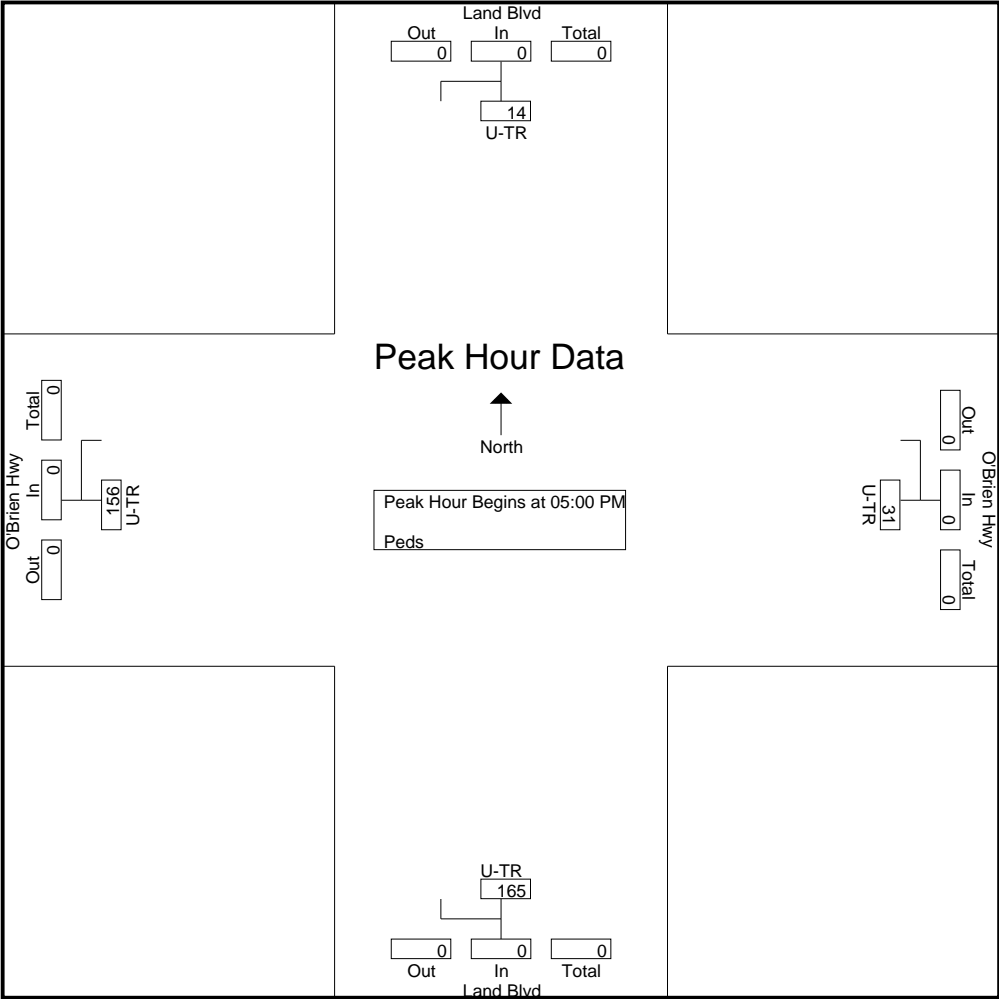 Land Blvd
Out In Total
0 0 0
14
U-TR
Peak Hour Data
North
Peak Hour Begins at 05:00 PM
Peds
O'Brien Hwy
Total 0
In 0
Out 0
156
U-TR
O'Brien Hwy
Out 0
In 0
Total 0
31
U-TR
U-TR
165
0 0 0
Out In Total
Land Blvd